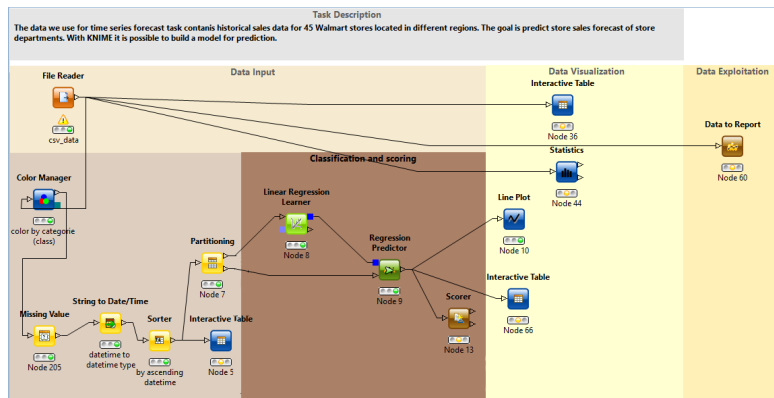 Task Description
The data we use for time series forecast task contanis historical sales data for 45 Walmart stores located in different regions. The goal is predict store sales forecast of store
departments. With KNIME it is possible to build a model for prediction.
Data Input
Data Visualization
Data Exploitation
File Reader
csv_data
Interactive Table
Node 36
Data to Report
Node 60
Statistics
Node 44
Classification and scoring
Color Manager
color by categorie
(class)
Linear Regression
Learner
Node 8
Line Plot
Node 10
Partitioning
Node 7
Regression
Predictor
Node 9
Interactive Table
Node 66
Scorer
Node 13
Missing Value
Node 205
String to Date/Time
datetime to
datetime type
Sorter
by ascending
datetime
Interactive Table
Node 5